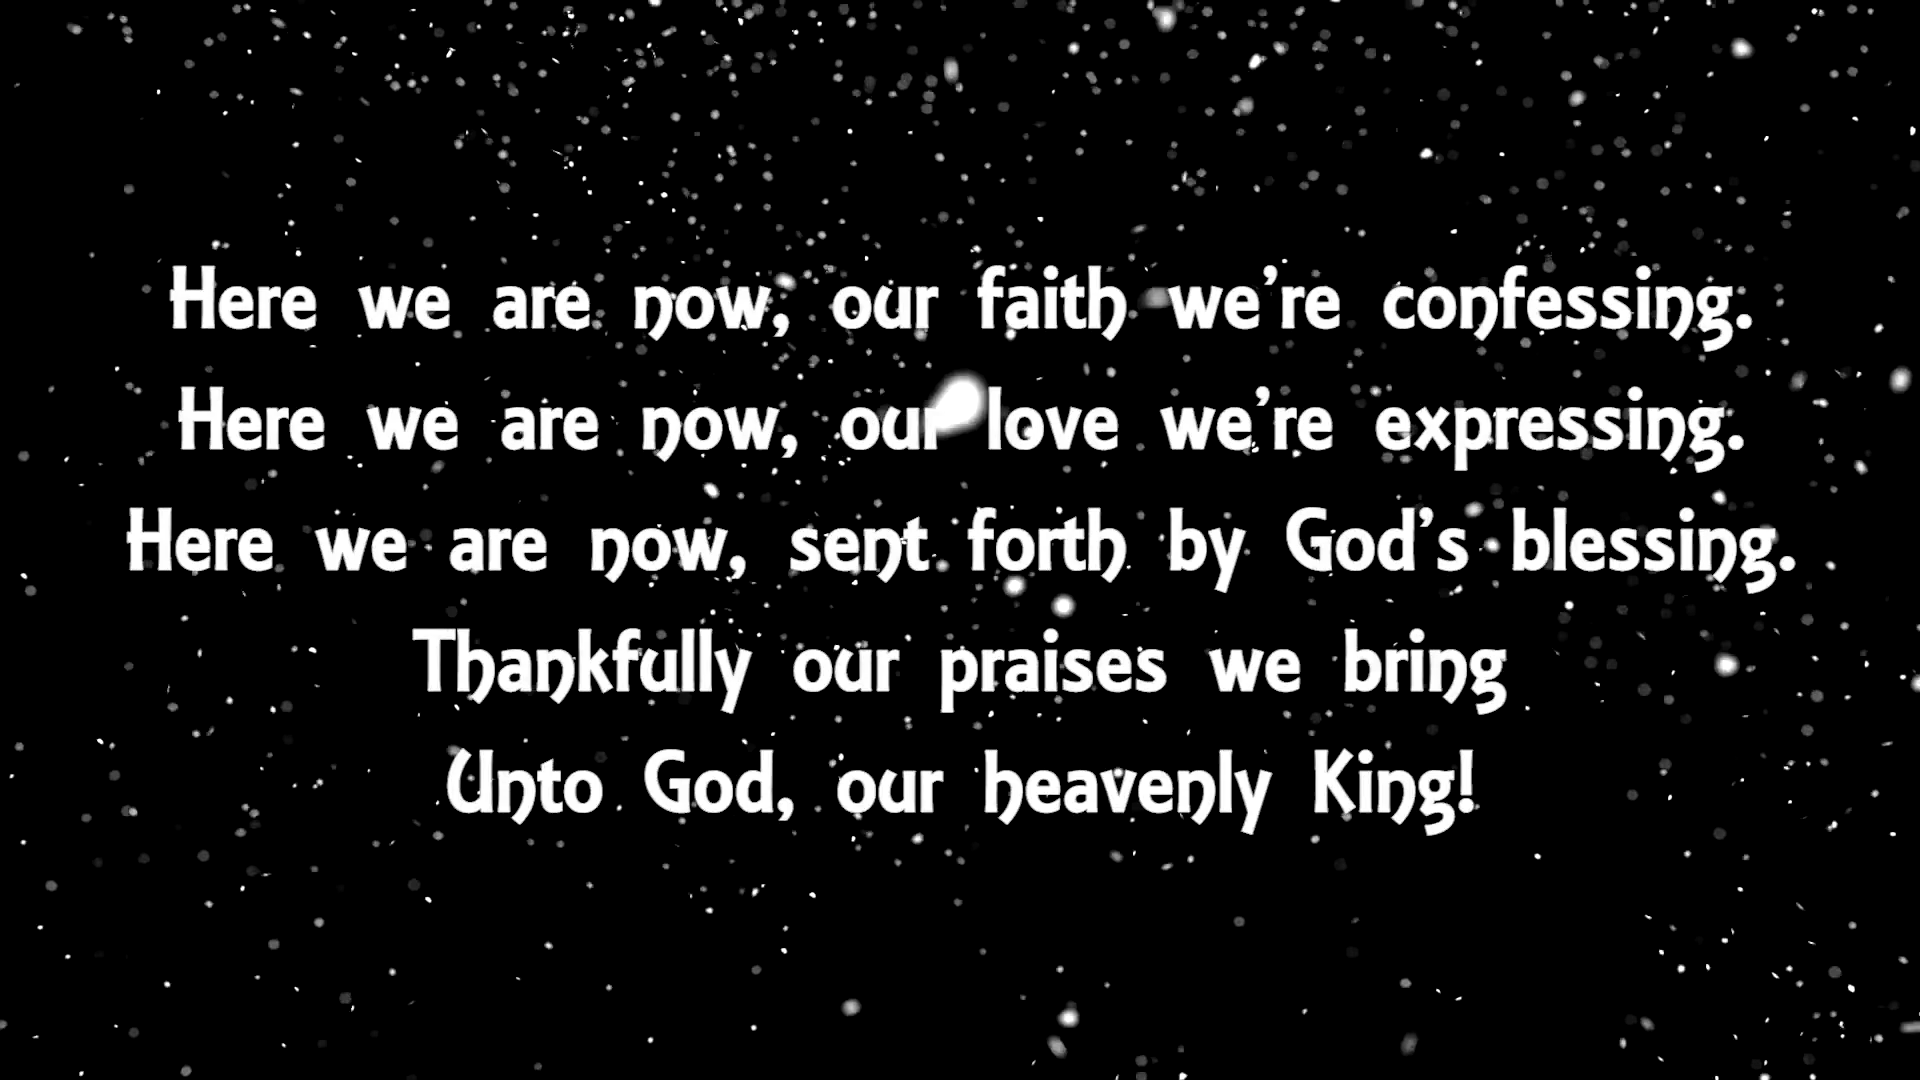 Here we are now, our faith we're confessing.
Here we are now, our love we're expressing.
Here we are now, sent forth by God's blessing.
Thankfully our praises we bring
Unto God, our heavenly King!